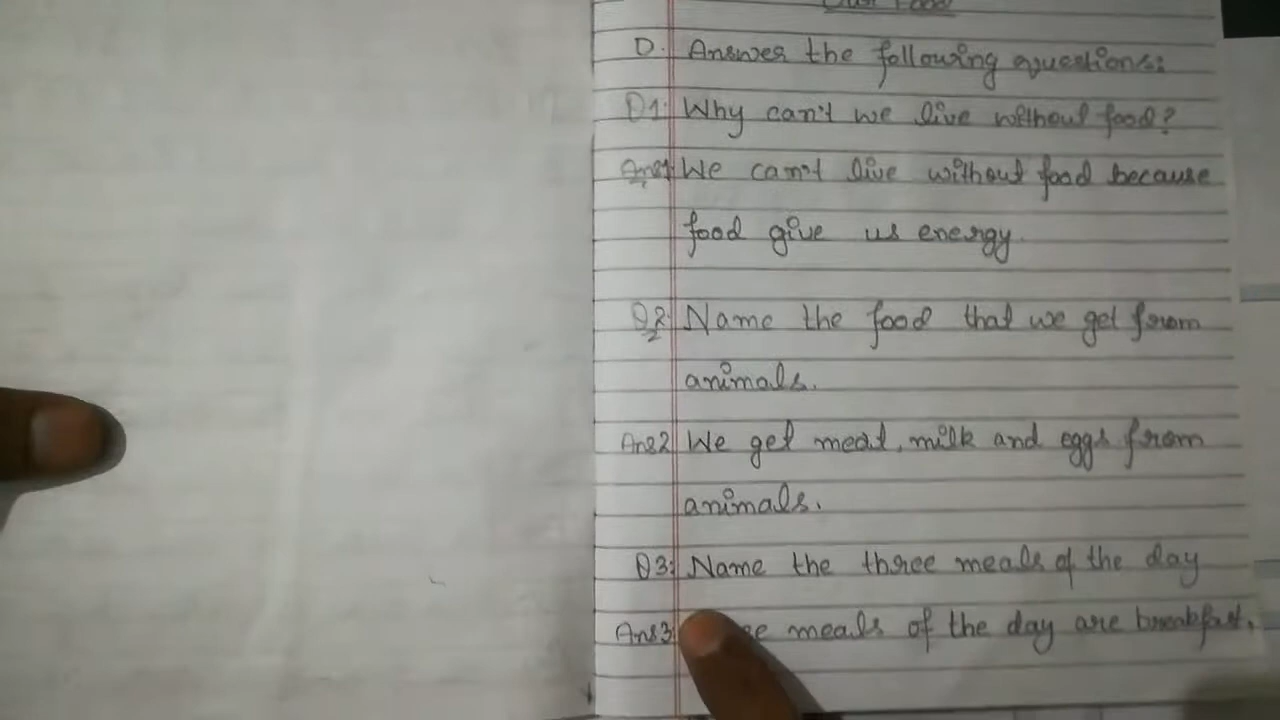 Our Food
D. Answer the following questions:
Q1. Why can't we live without food?
Ans1 We can't live without food because
food give us energy.
Q2. Name the food that we get from
animals.
Ans2 We get meat, milk and eggs from
animals.
Q3: Name the three meals of the day
Ans3 meals of the day are breakfast,